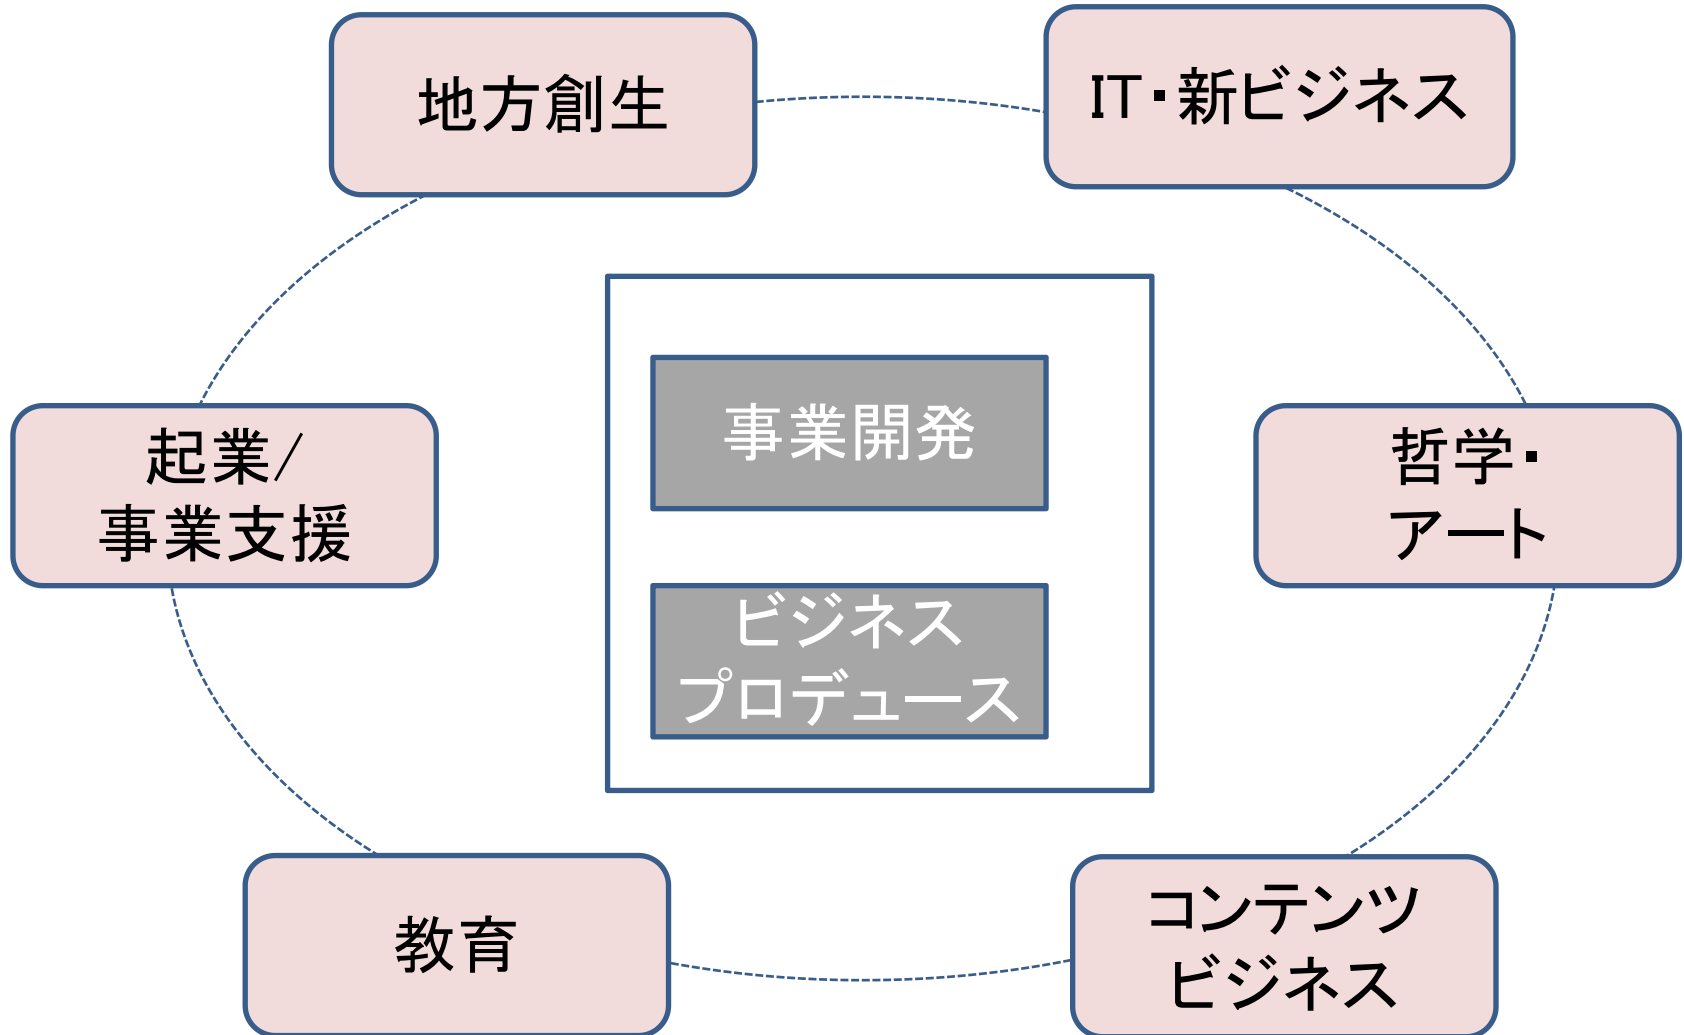 地方創生
IT・新ビジネス
事業開発
起業/
事業支援
哲学・
アート
ビジネス
プロデュース
教育
コンテンツ
ビジネス